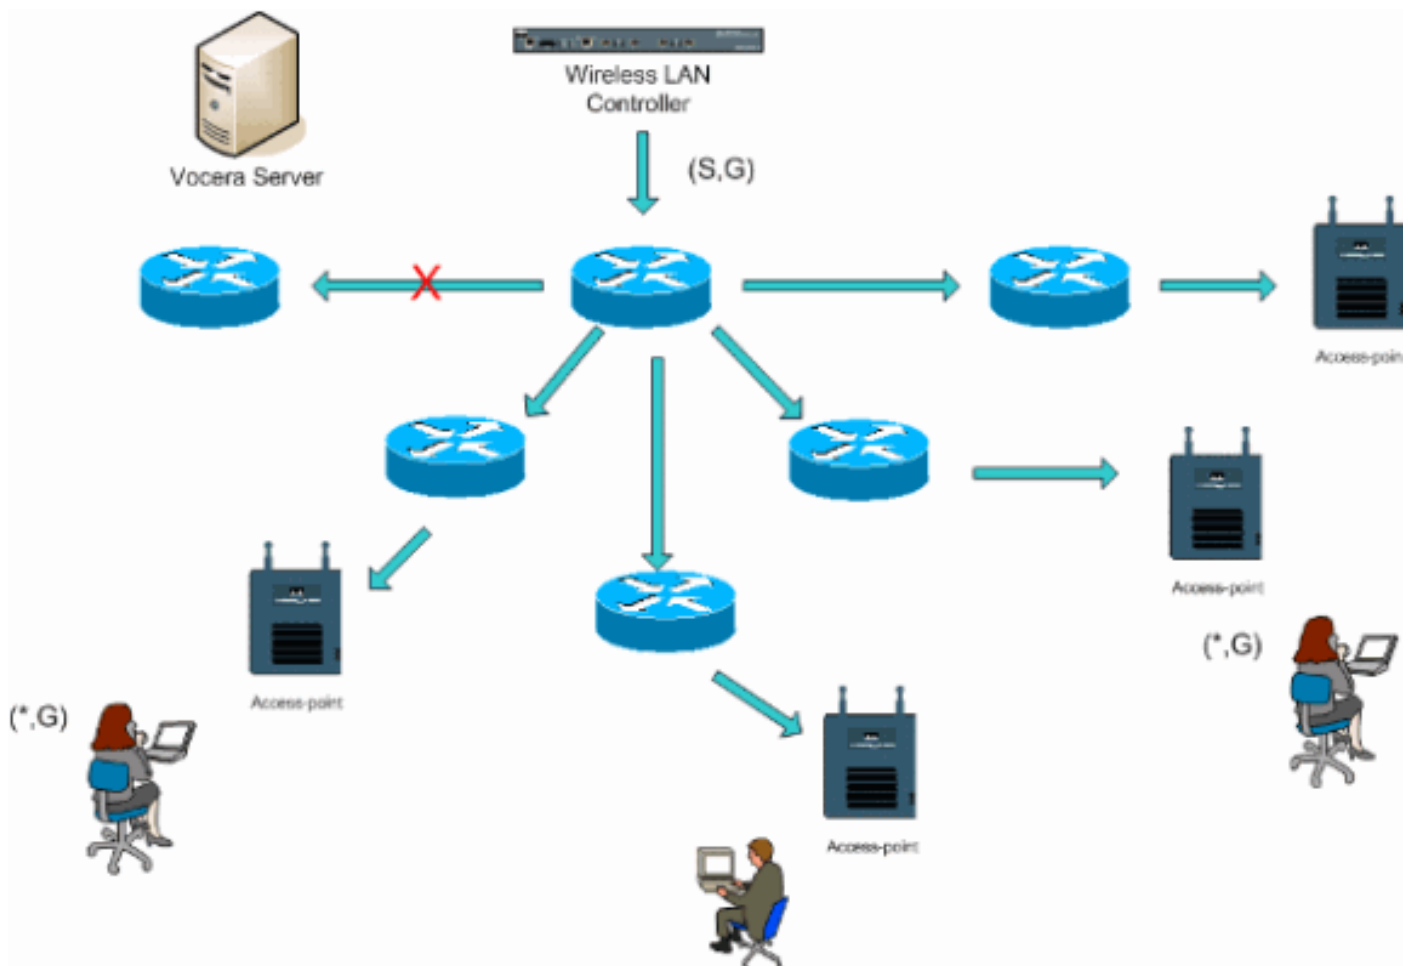 Wireless LAN
Controller
Vocera Server
(S,G)
Access-point
Access-point
(*,G)
Access-point
(*,G)
Access-point